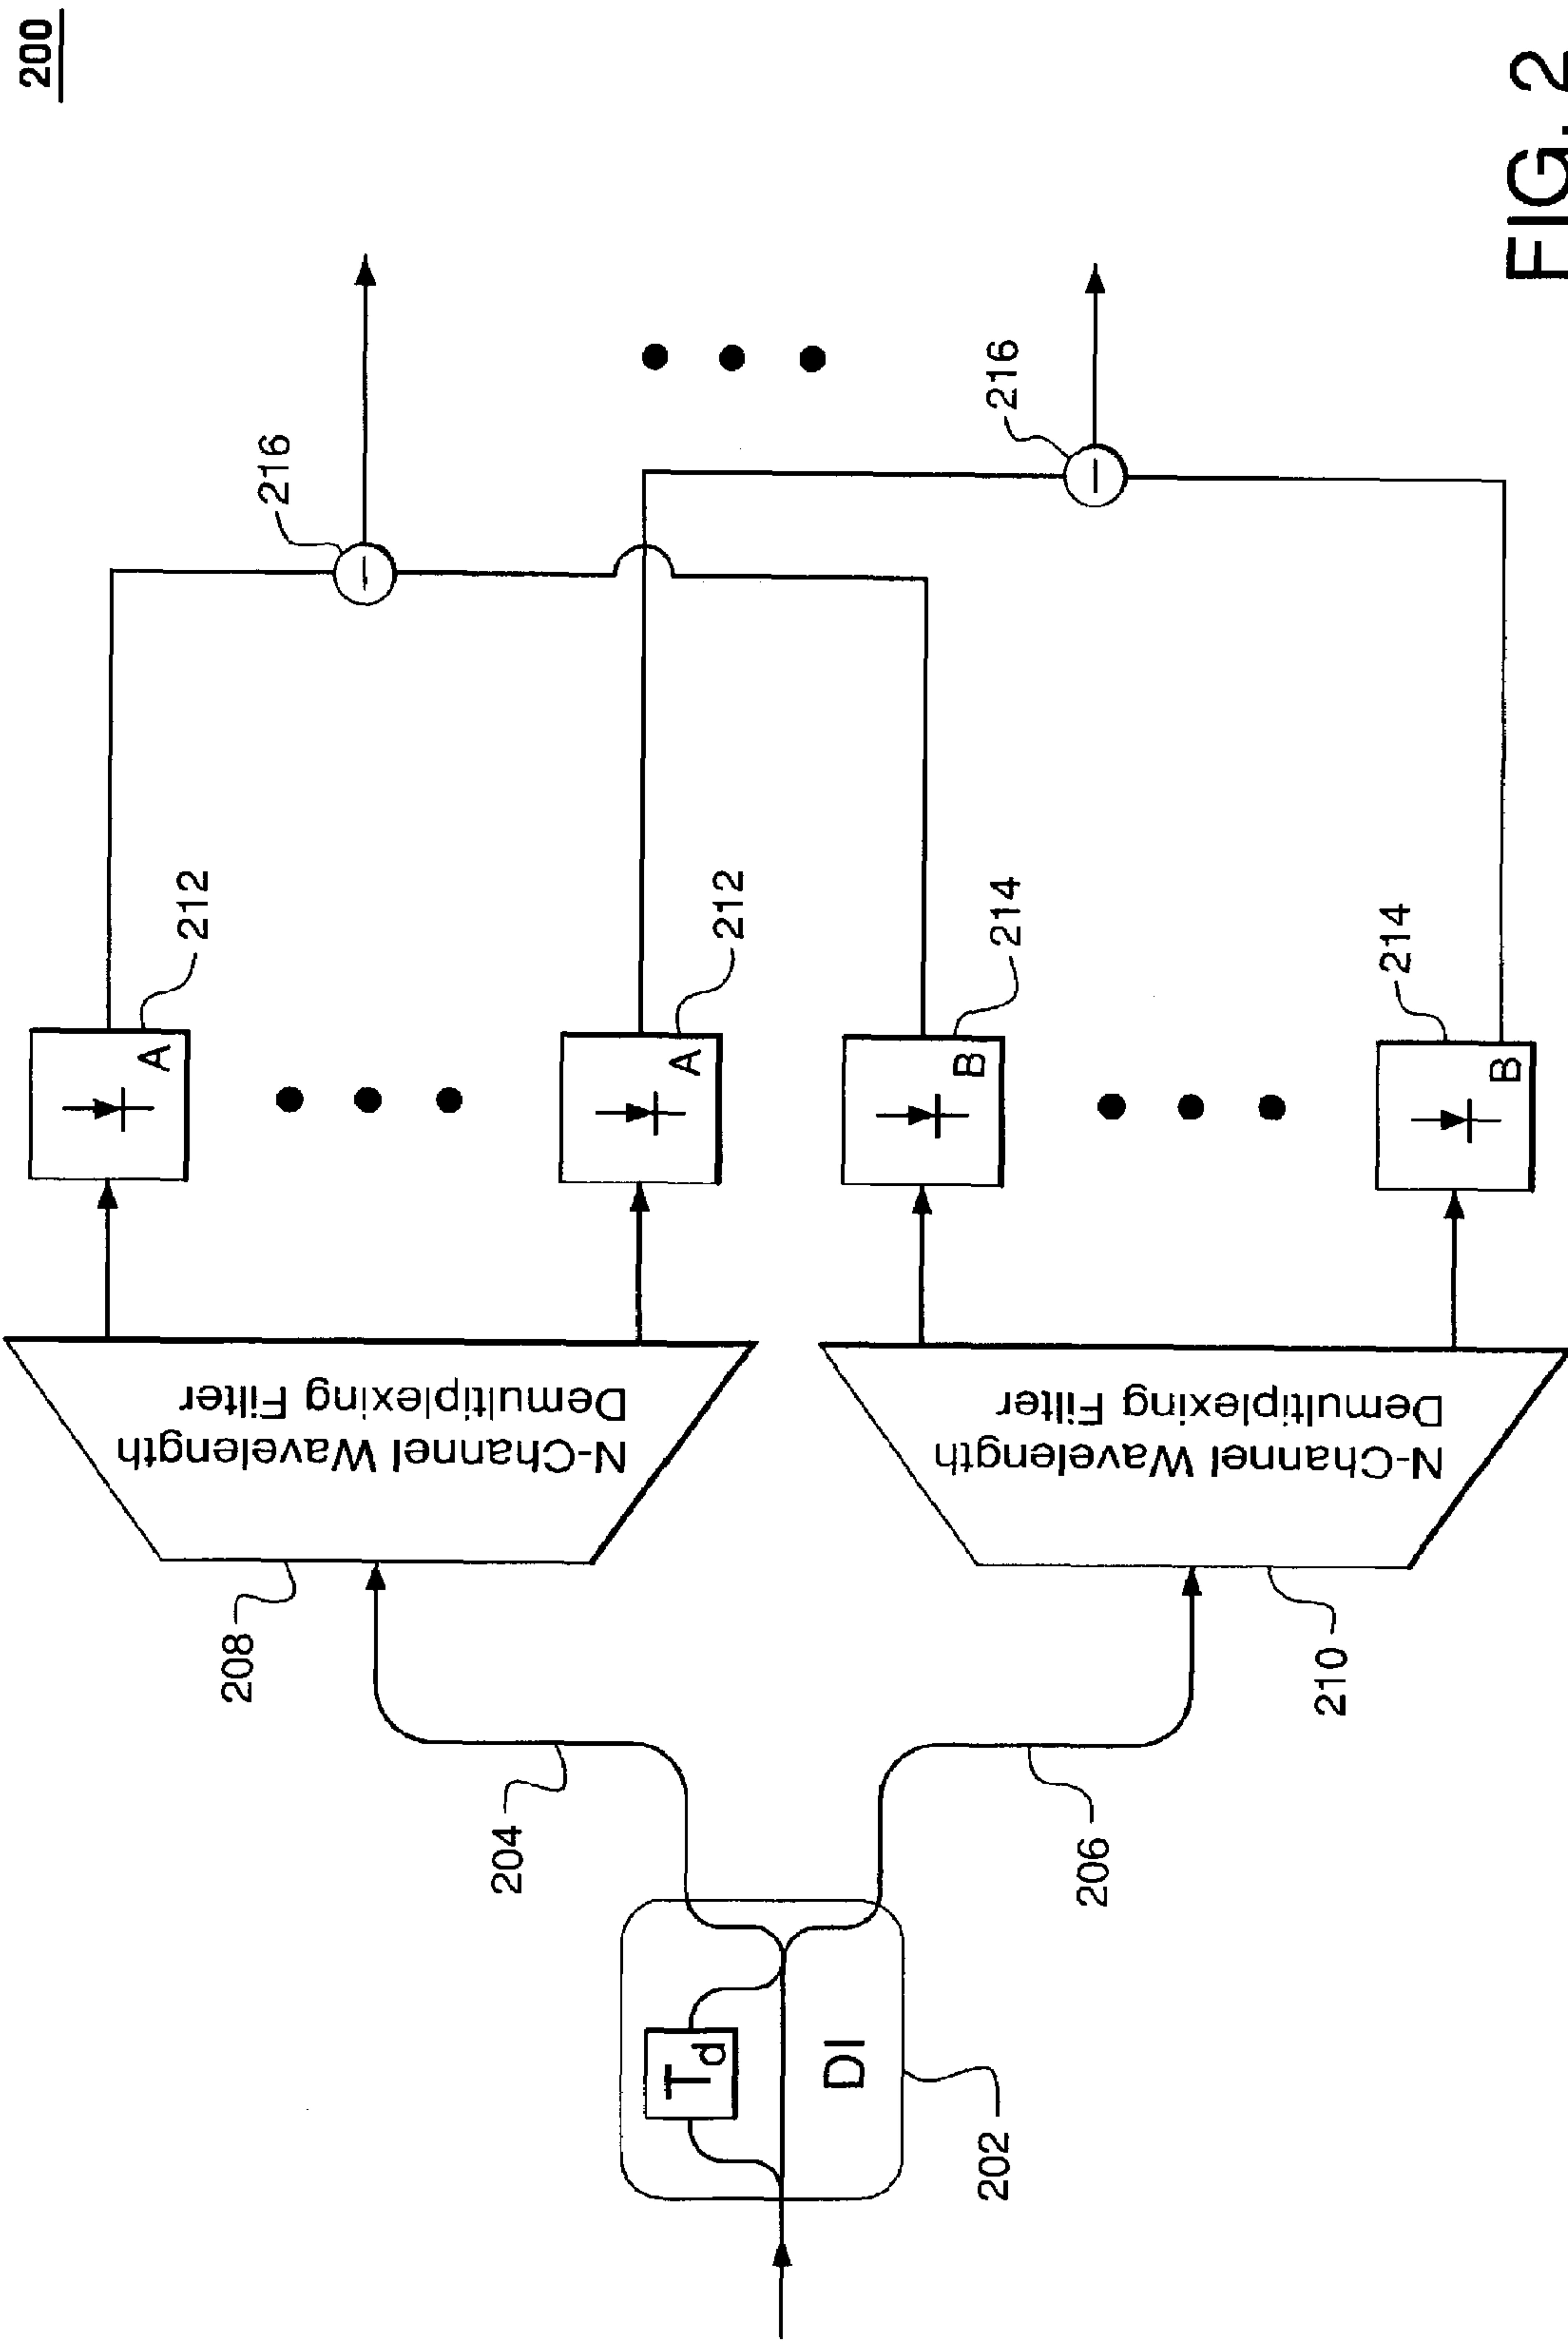 200
216
216
212
212
214
214
A
A
B
B
N-Channel Wavelength
Demultiplexing Filter
N-Channel Wavelength
Demultiplexing Filter
208
210
204
206
Td
DI
202
FIG. 2